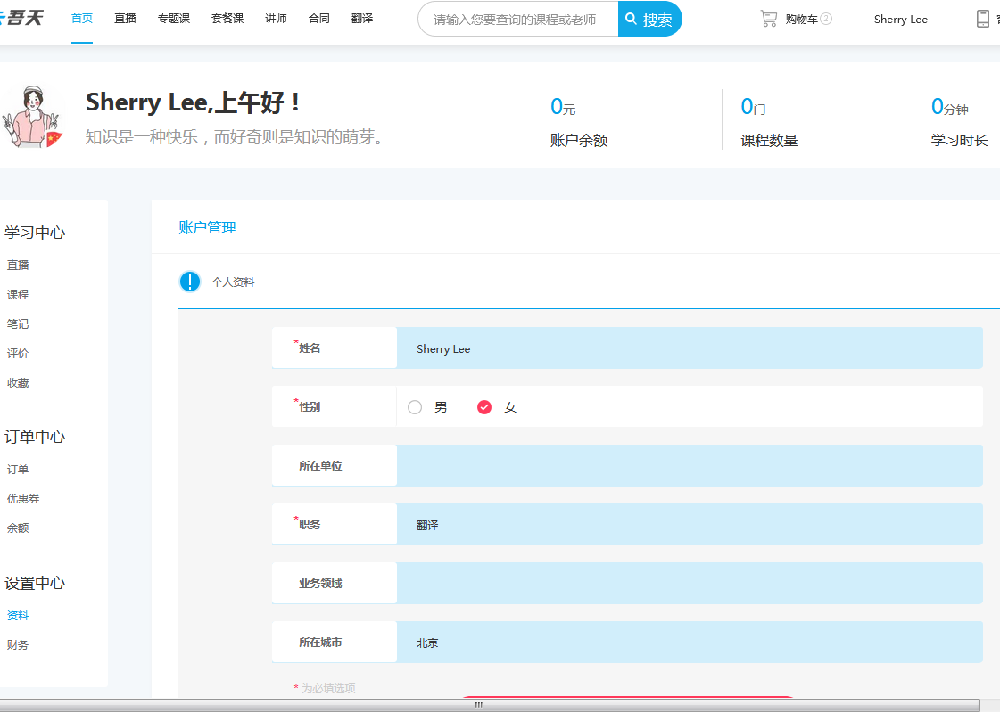 吾天 首页 直播 专题课 套餐课 讲师 合同 翻译 请输入您要查询的课程或老师 搜索 购物车 2 Sherry Lee
Sherry Lee,上午好！
知识是一种快乐，而好奇则是知识的萌芽。
0元 0门 0分钟
账户余额 课程数量 学习时长
学习中心
直播
课程
笔记
评价
收藏
订单中心
订单
优惠券
余额
设置中心
资料
财务
账户管理
个人资料
*姓名 Sherry Lee
*性别 男 女
所在单位
*职务 翻译
业务领域
所在城市 北京
* 为必填选项